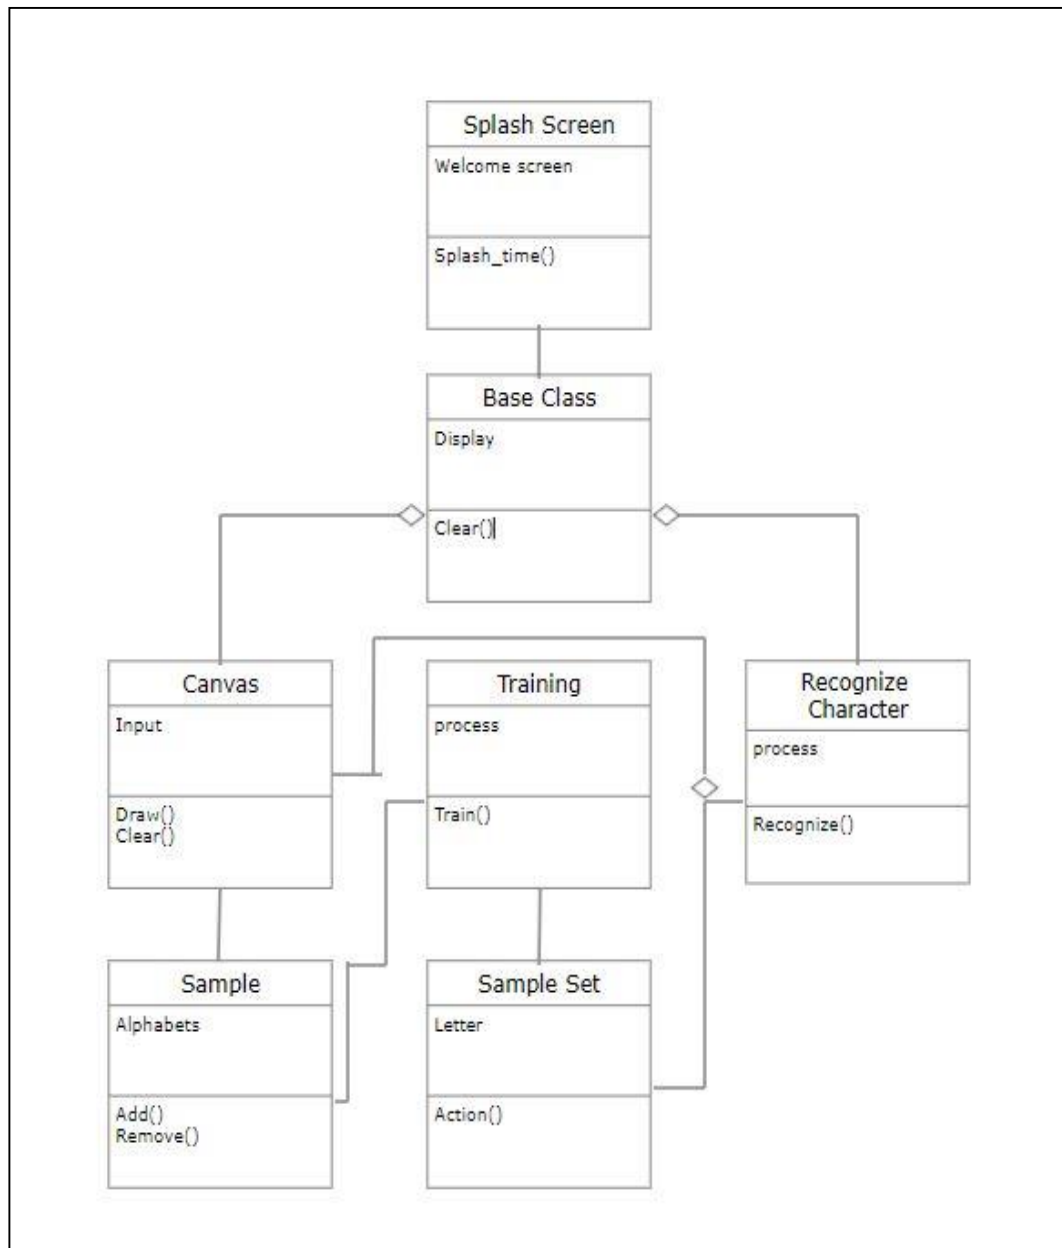 Splash Screen
Welcome screen
Splash_time()
Base Class
Display
Clear()
Canvas
Input
Draw()
Clear()
Training
process
Train()
Recognize
Character
process
Recognize()
Sample
Alphabets
Add()
Remove()
Sample Set
Letter
Action()